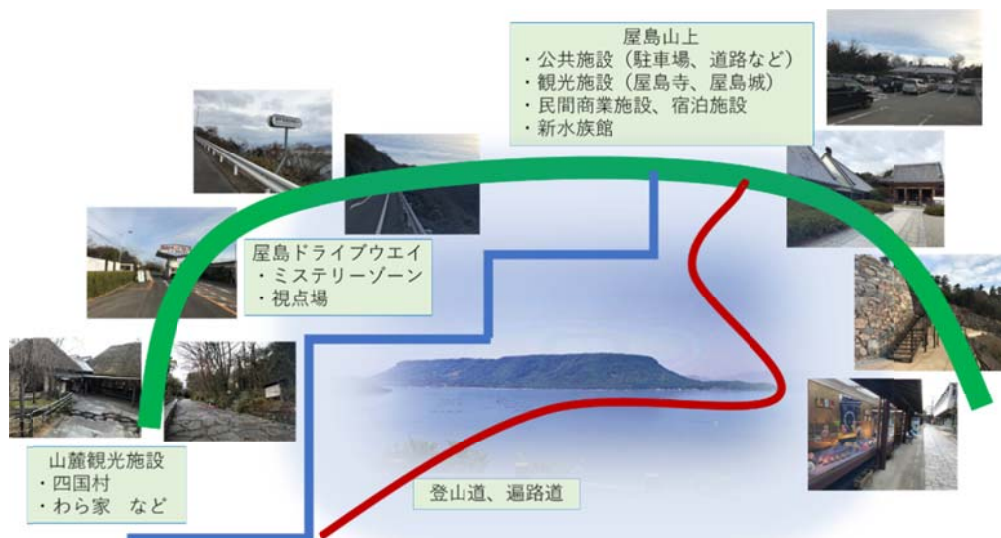 屋島山上
・公共施設（駐車場、道路など）
・観光施設（屋島寺、屋島城）
・民間商業施設、宿泊施設
・新水族館
屋島ドライブウエイ
・ミステリーゾーン
・視点場
山麓観光施設
・四国村
・わら家　など
登山道、遍路道